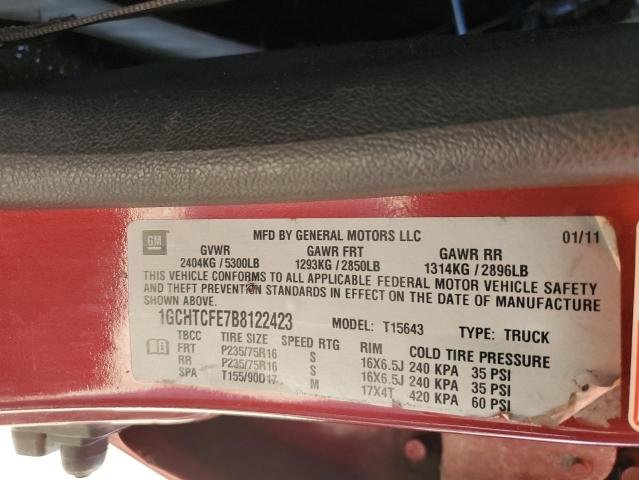 GM
MFD BY GENERAL MOTORS LLC 01/11
GVWR GAWR FRT GAWR RR
2404KG / 5300LB 1293KG / 2850LB 1314KG / 2896LB
THIS VEHICLE CONFORMS TO ALL APPLICABLE FEDERAL MOTOR VEHICLE SAFETY
AND THEFT PREVENTION STANDARDS IN EFFECT ON THE DATE OF MANUFACTURE
SHOWN ABOVE.
1GCHTCFE7B8122423 MODEL: T15643 TYPE: TRUCK
TBCC TIRE SIZE SPEED RTG RIM COLD TIRE PRESSURE
FRT P235/75R16 S 16X6.5J 240 KPA 35 PSI
RR P235/75R16 S 16X6.5J 240 KPA 35 PSI
SPA T155/90D17 M 17X4T 420 KPA 60 PSI